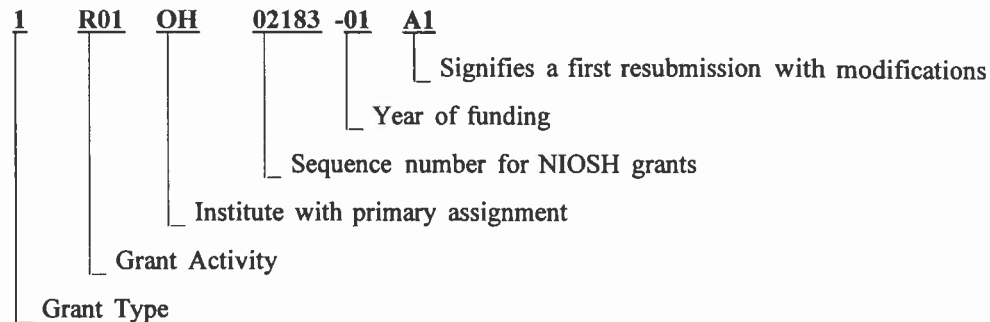 1 R01 OH 02183 -01 A1
Signifies a first resubmission with modifications
Year of funding
Sequence number for NIOSH grants
Institute with primary assignment
Grant Activity
Grant Type